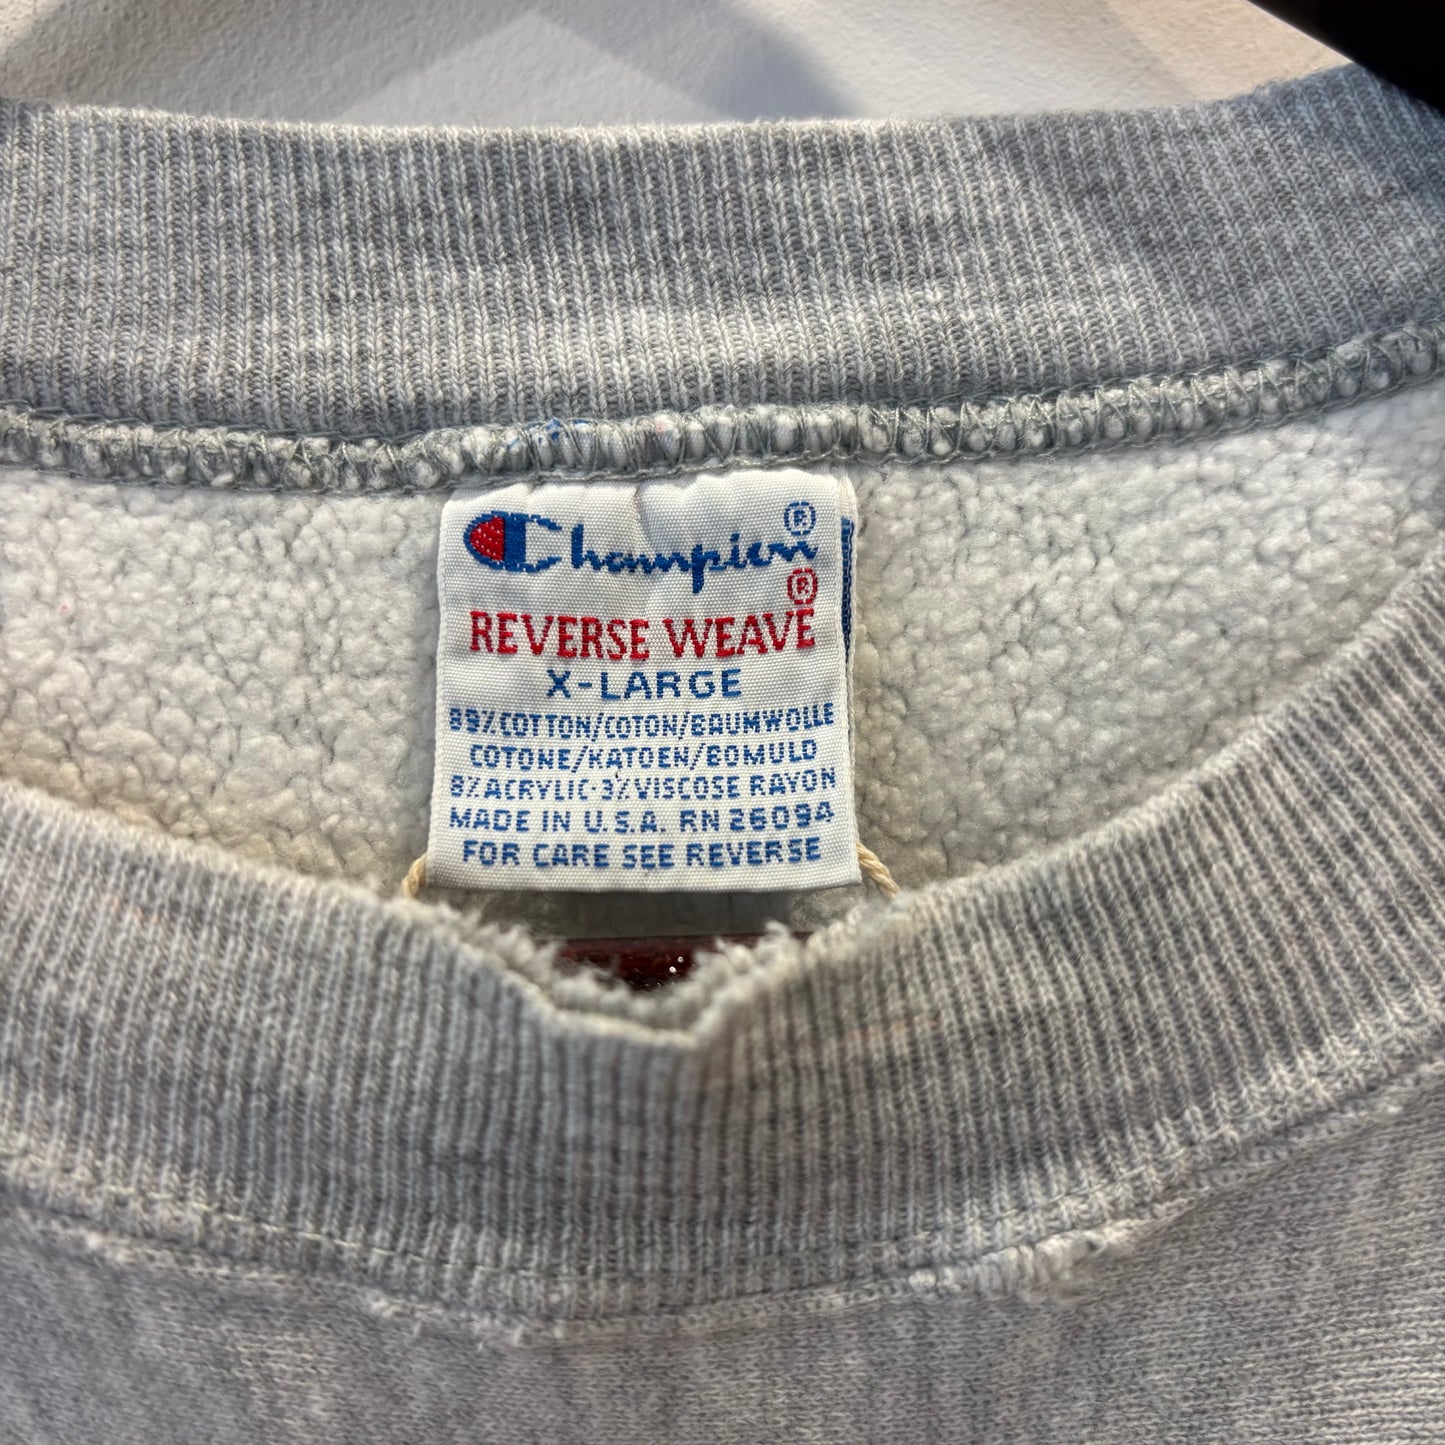 Champion®
REVERSE WEAVE®
X-LARGE
89% COTTON/COTON/BAUMWOLLE
COTONE/KATOEN/BOMULD
8% ACRYLIC·3% VISCOSE RAYON
MADE IN U.S.A. RN 26094
FOR CARE SEE REVERSE